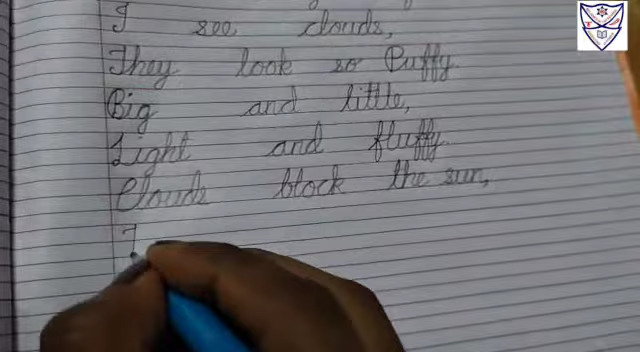 I see clouds,
They look so Puffy
Big and little,
Light and fluffy.
Clouds block the sun,
I